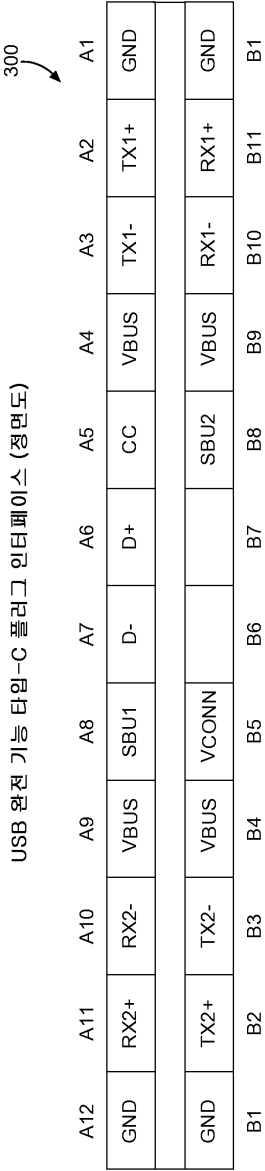 300
USB 완전 기능 타입-C 플러그 인터페이스 (정면도)
A12 A11 A10 A9 A8 A7 A6 A5 A4 A3 A2 A1
GND RX2+ RX2- VBUS SBU1 D- D+ CC VBUS TX1- TX1+ GND
GND TX2+ TX2- VBUS VCONN SBU2 VBUS RX1- RX1+ GND
B1 B2 B3 B4 B5 B6 B7 B8 B9 B10 B11 B1